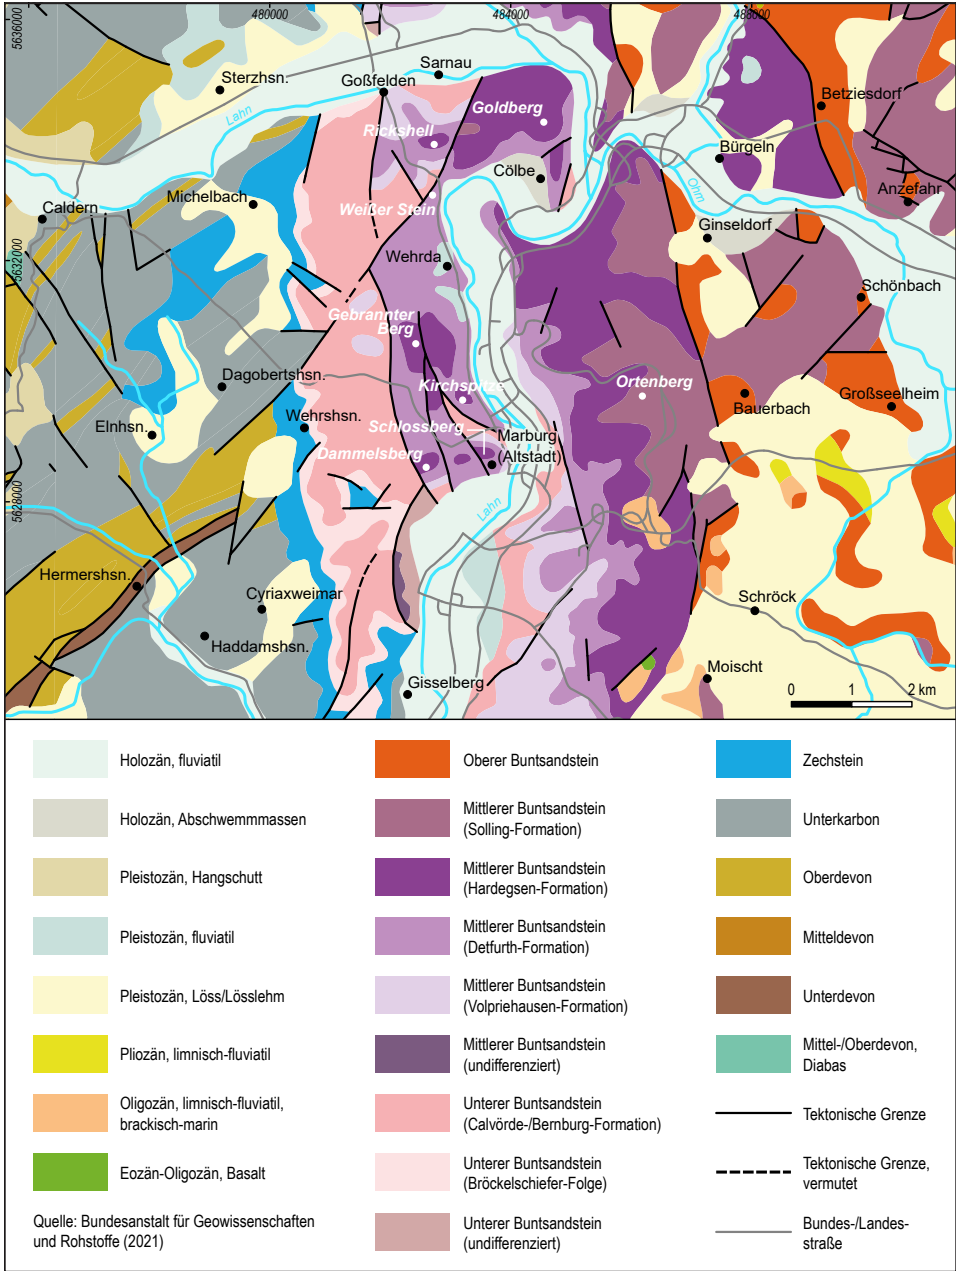 480000
484000
488000
5636000
5632000
5628000
Sterzhsn.
Goßfelden
Sarnau
Goldberg
Rickshell
Betziesdorf
Lahn
Cölbe
Bürgeln
Ohm
Anzefahr
Michelbach
Weißer Stein
Caldern
Ginseldorf
Wehrda
Schönbach
Gebrannter
Berg
Dagobertshsn.
Kirchspitze
Ortenberg
Großseelheim
Bauerbach
Elnhsn.
Wehrshsn.
Schlossberg
Marburg
(Altstadt)
Dammelsberg
Lahn
Hermershsn.
Cyriaxweimar
Schröck
Haddamshsn.
Moischt
Gisselberg
0 1 2 km
Holozän, fluviatil
Holozän, Abschwemmmassen
Pleistozän, Hangschutt
Pleistozän, fluviatil
Pleistozän, Löss/Lösslehm
Pliozän, limnisch-fluviatil
Oligozän, limnisch-fluviatil,
brackisch-marin
Eozän-Oligozän, Basalt
Quelle: Bundesanstalt für Geowissenschaften
und Rohstoffe (2021)
Oberer Buntsandstein
Mittlerer Buntsandstein
(Solling-Formation)
Mittlerer Buntsandstein
(Hardegsen-Formation)
Mittlerer Buntsandstein
(Detfurth-Formation)
Mittlerer Buntsandstein
(Volpriehausen-Formation)
Mittlerer Buntsandstein
(undifferenziert)
Unterer Buntsandstein
(Calvörde-/Bernburg-Formation)
Unterer Buntsandstein
(Bröckelschiefer-Folge)
Unterer Buntsandstein
(undifferenziert)
Zechstein
Unterkarbon
Oberdevon
Mitteldevon
Unterdevon
Mittel-/Oberdevon,
Diabas
Tektonische Grenze
Tektonische Grenze,
vermutet
Bundes-/Landes-
straße